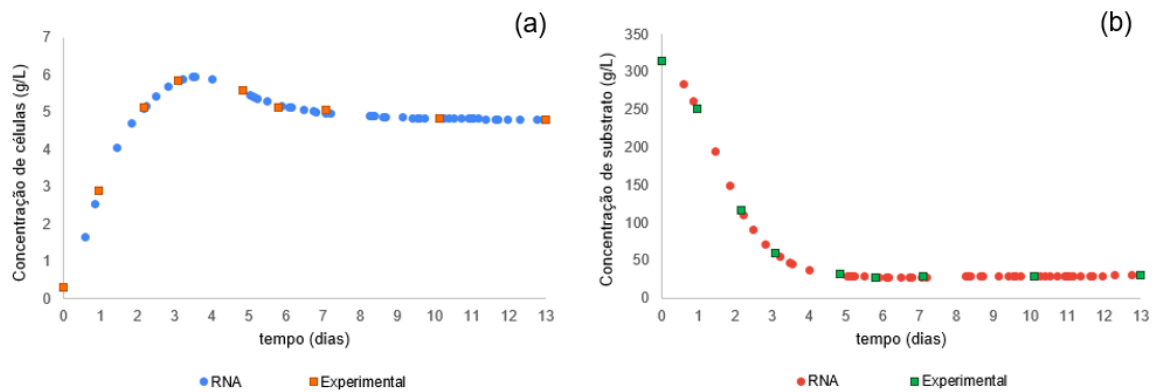 (a)
Concentração de células (g/L)
7
6
5
4
3
2
1
0
0 1 2 3 4 5 6 7 8 9 10 11 12 13
tempo (dias)
RNA Experimental
(b)
Concentração de substrato (g/L)
350
300
250
200
150
100
50
0
0 1 2 3 4 5 6 7 8 9 10 11 12 13
tempo (dias)
RNA Experimental